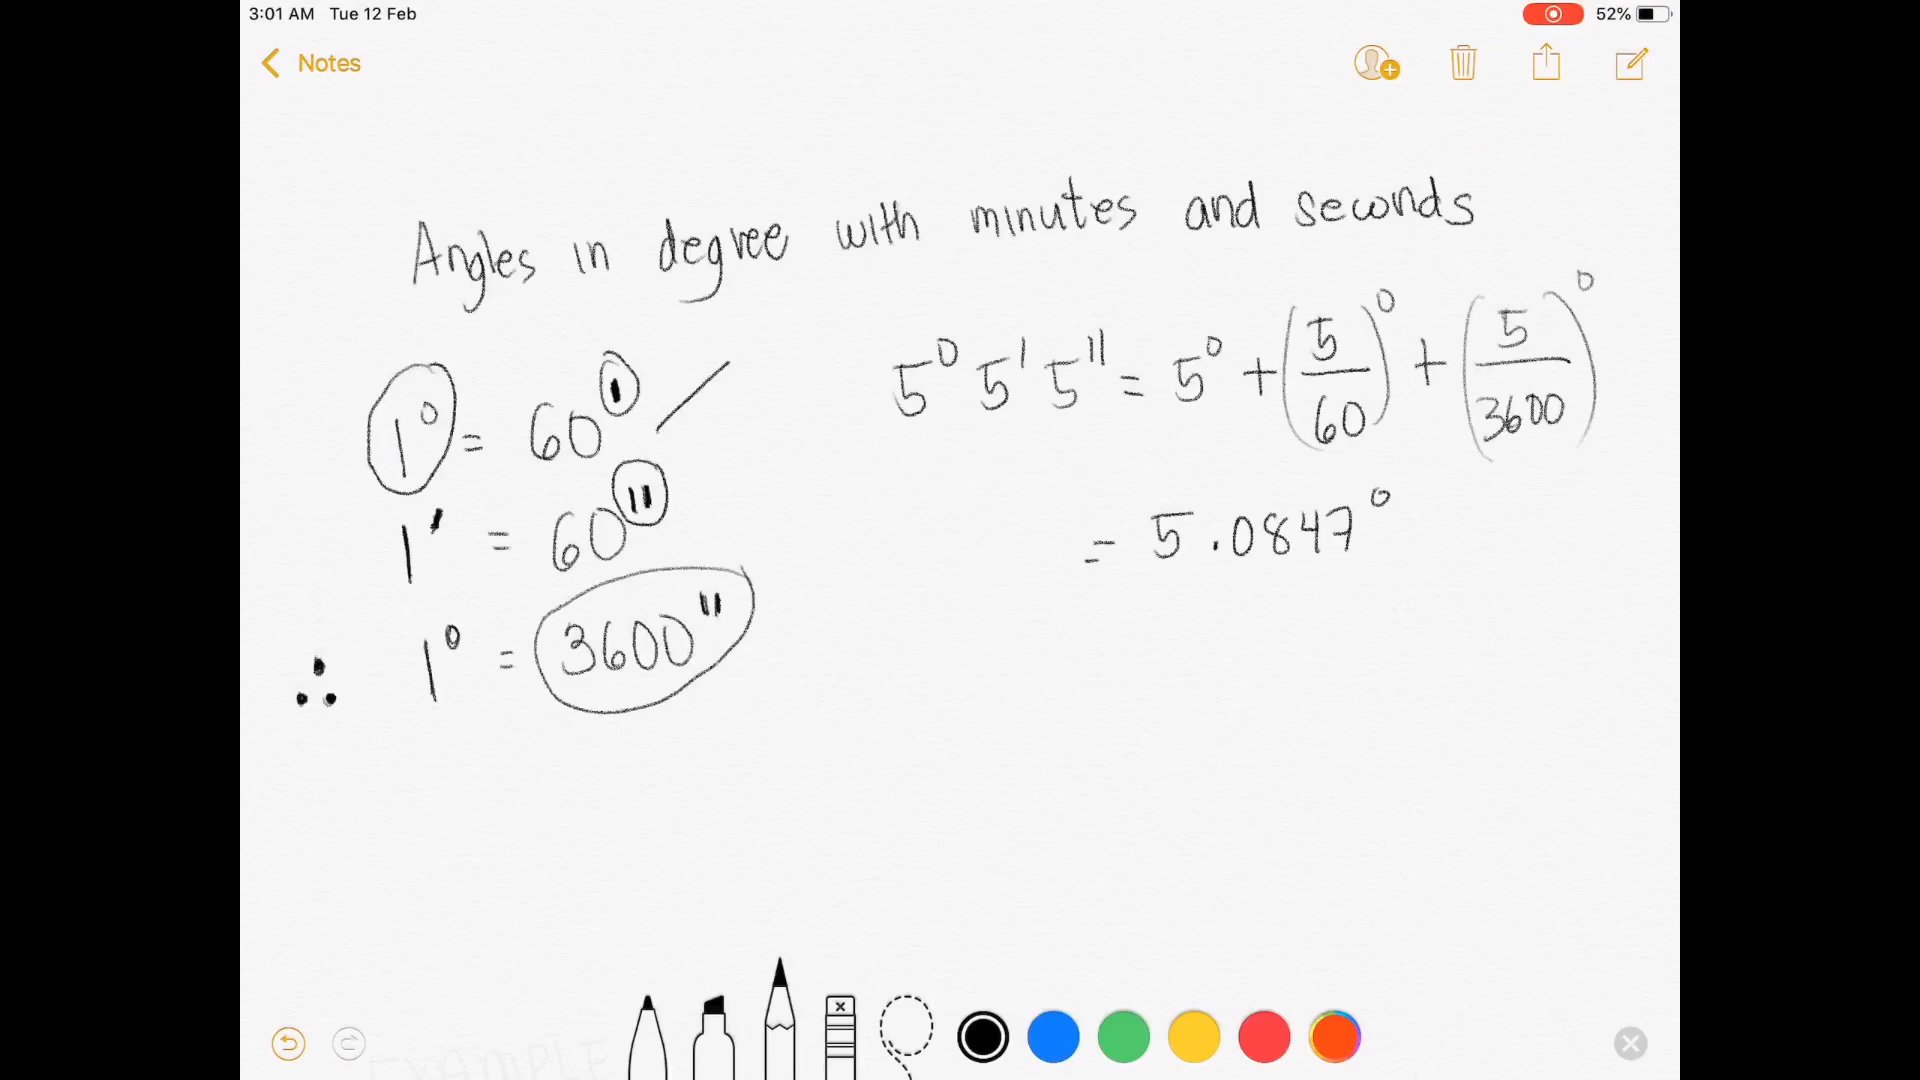 3:01 AM Tue 12 Feb 52%
Notes
Angles in degree with minutes and seconds
1° = 60'
1' = 60"
∴ 1° = 3600"
5° 5' 5" = 5° + (5/60)° + (5/3600)°
= 5.0847°
EXAMPLE